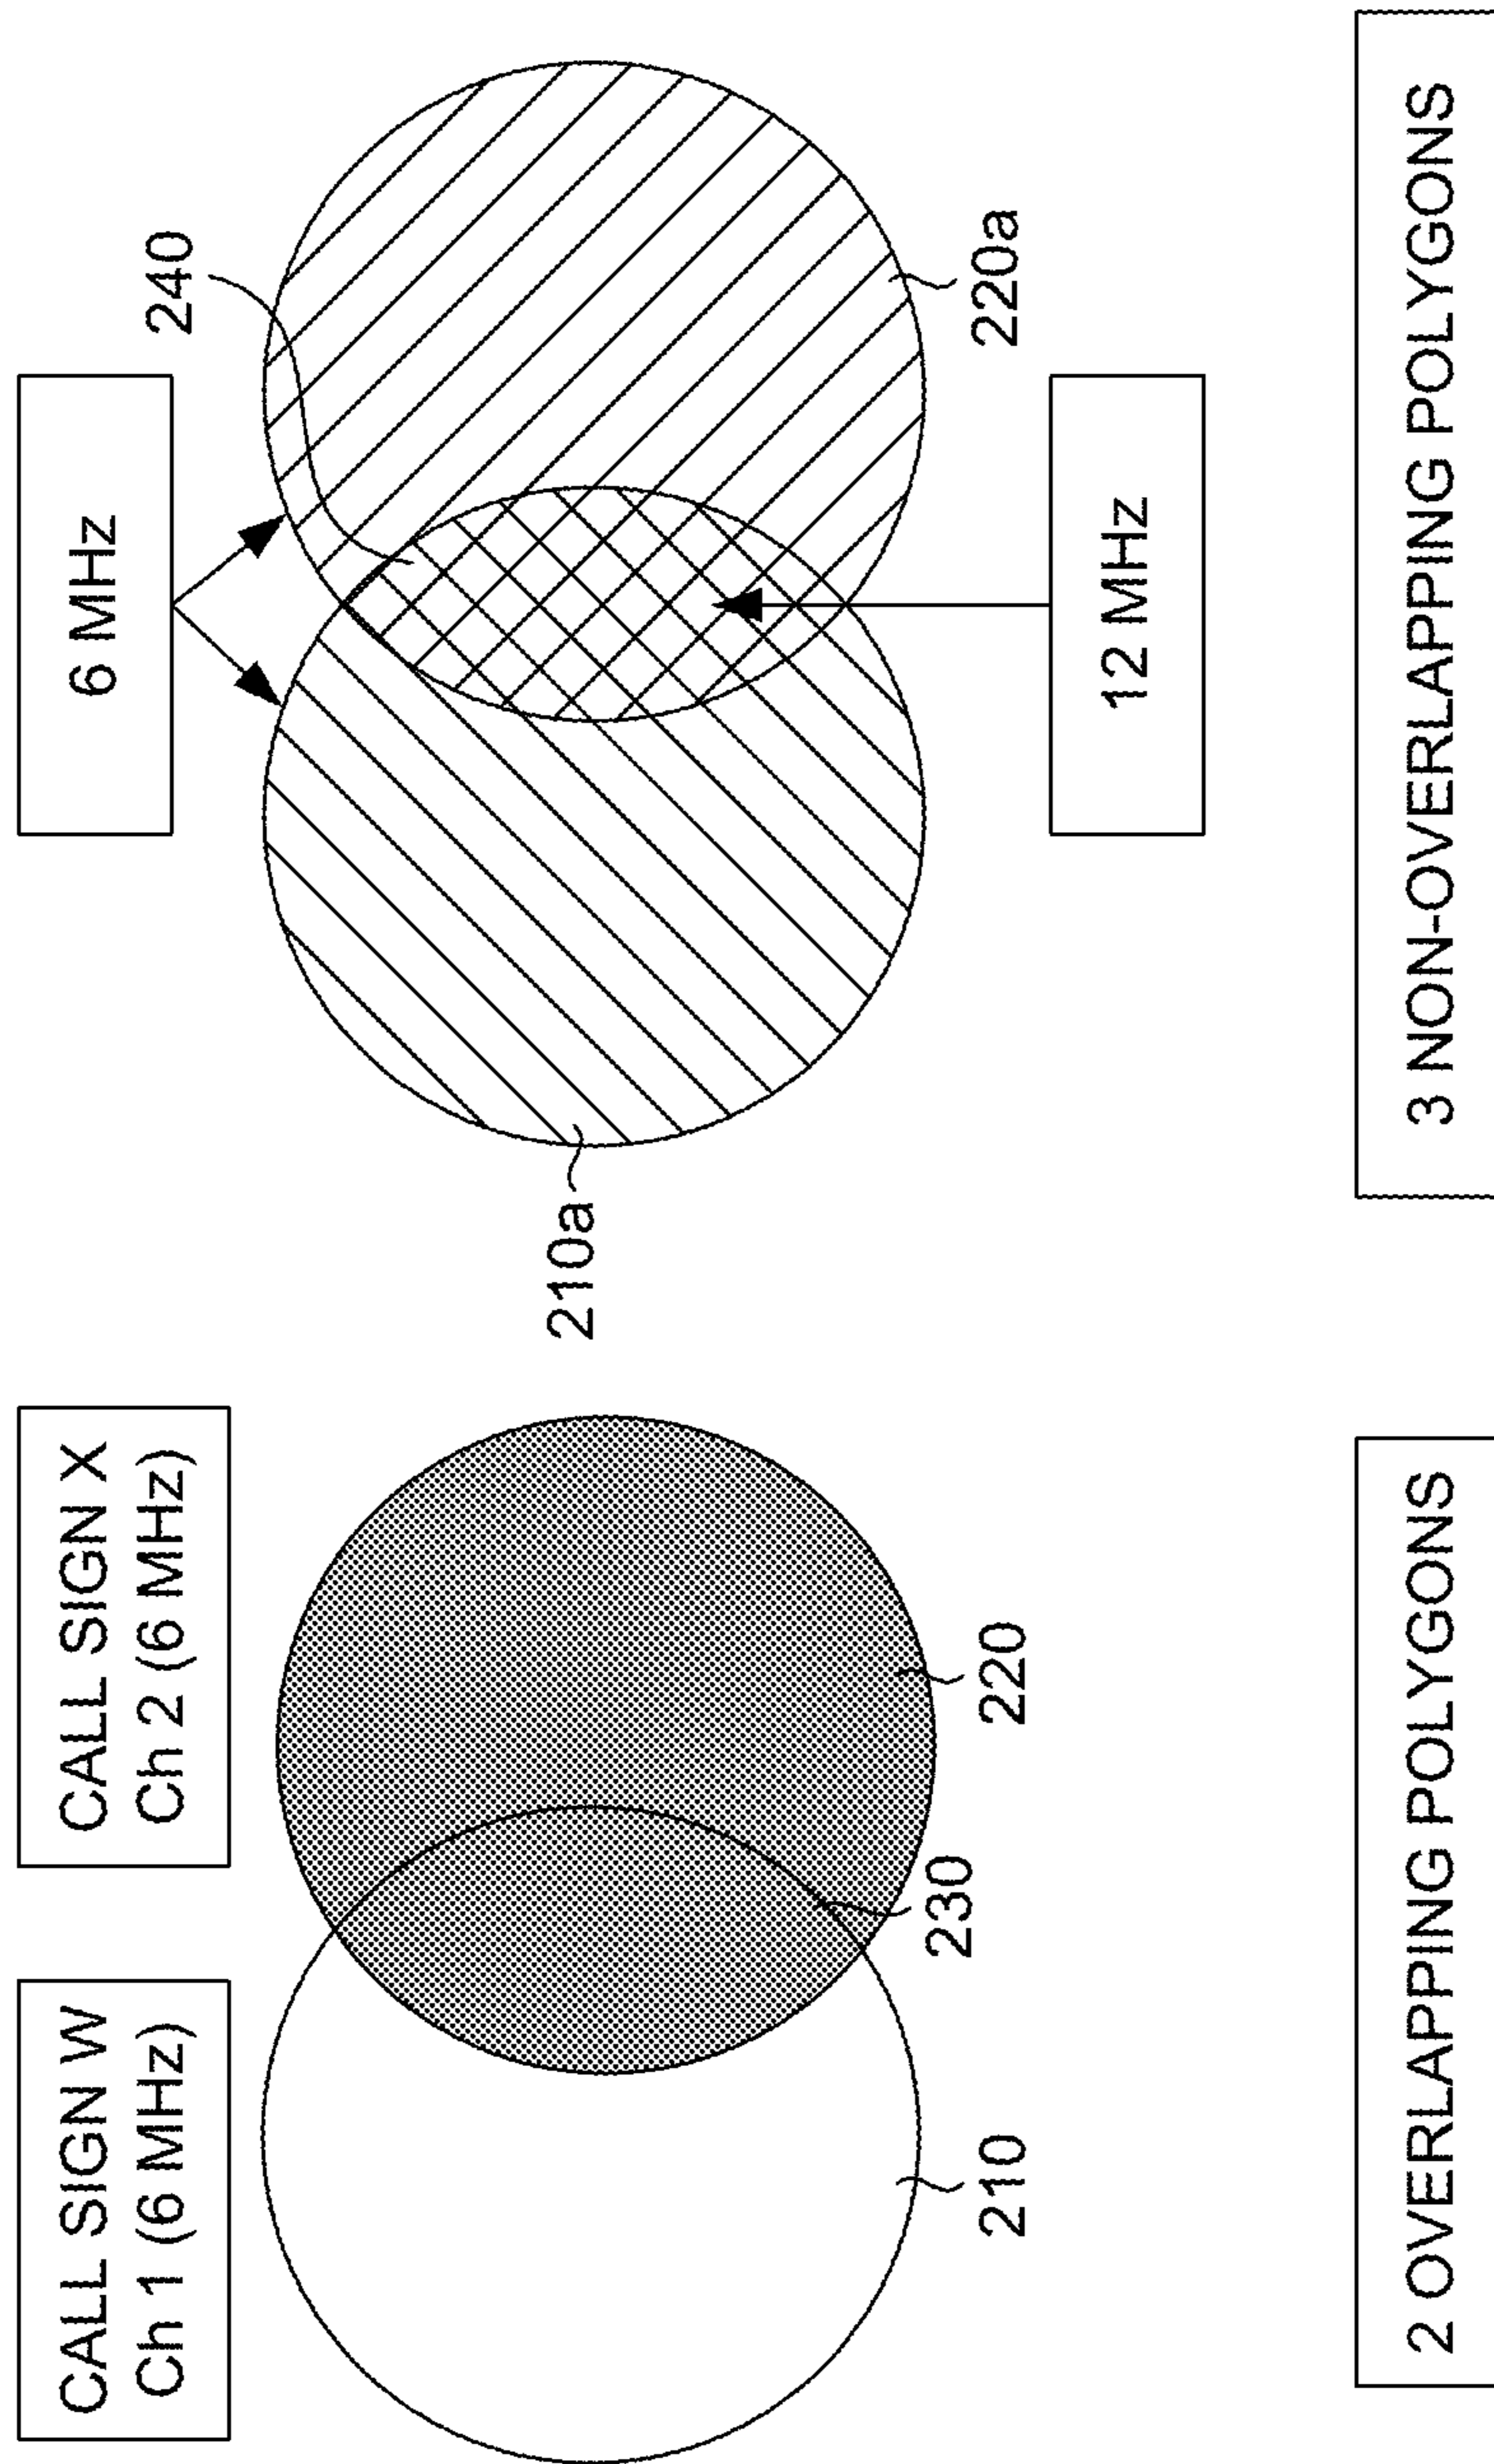 CALL SIGN W
Ch 1 (6 MHz)
CALL SIGN X
Ch 2 (6 MHz)
210
230
220
2 OVERLAPPING POLYGONS
6 MHz
240
210a
220a
12 MHz
3 NON-OVERLAPPING POLYGONS